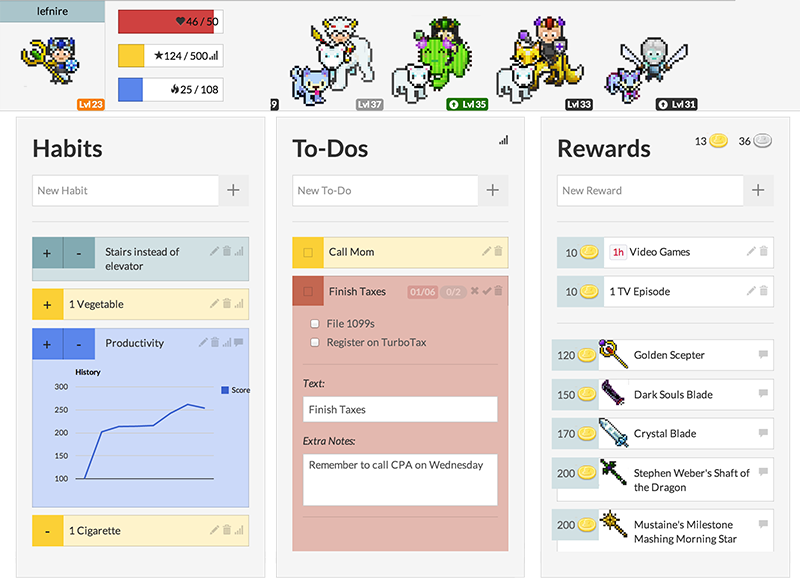 lefnire
46 / 50
124 / 500
25 / 108
Lvl 23
9
Lvl 37
Lvl 35
Lvl 33
Lvl 31
Habits
New Habit
+
+ - Stairs instead of
elevator
+ 1 Vegetable
+ - Productivity
History
300
250
200
150
100
Score
- 1 Cigarette
To-Dos
New To-Do
+
Call Mom
Finish Taxes 01/06 0/2
File 1099s
Register on TurboTax
Text:
Finish Taxes
Extra Notes:
Remember to call CPA on Wednesday
Rewards
13 36
New Reward
+
10 1h Video Games
10 1 TV Episode
120 Golden Scepter
150 Dark Souls Blade
170 Crystal Blade
200 Stephen Weber's Shaft of
the Dragon
200 Mustaine's Milestone
Mashing Morning Star